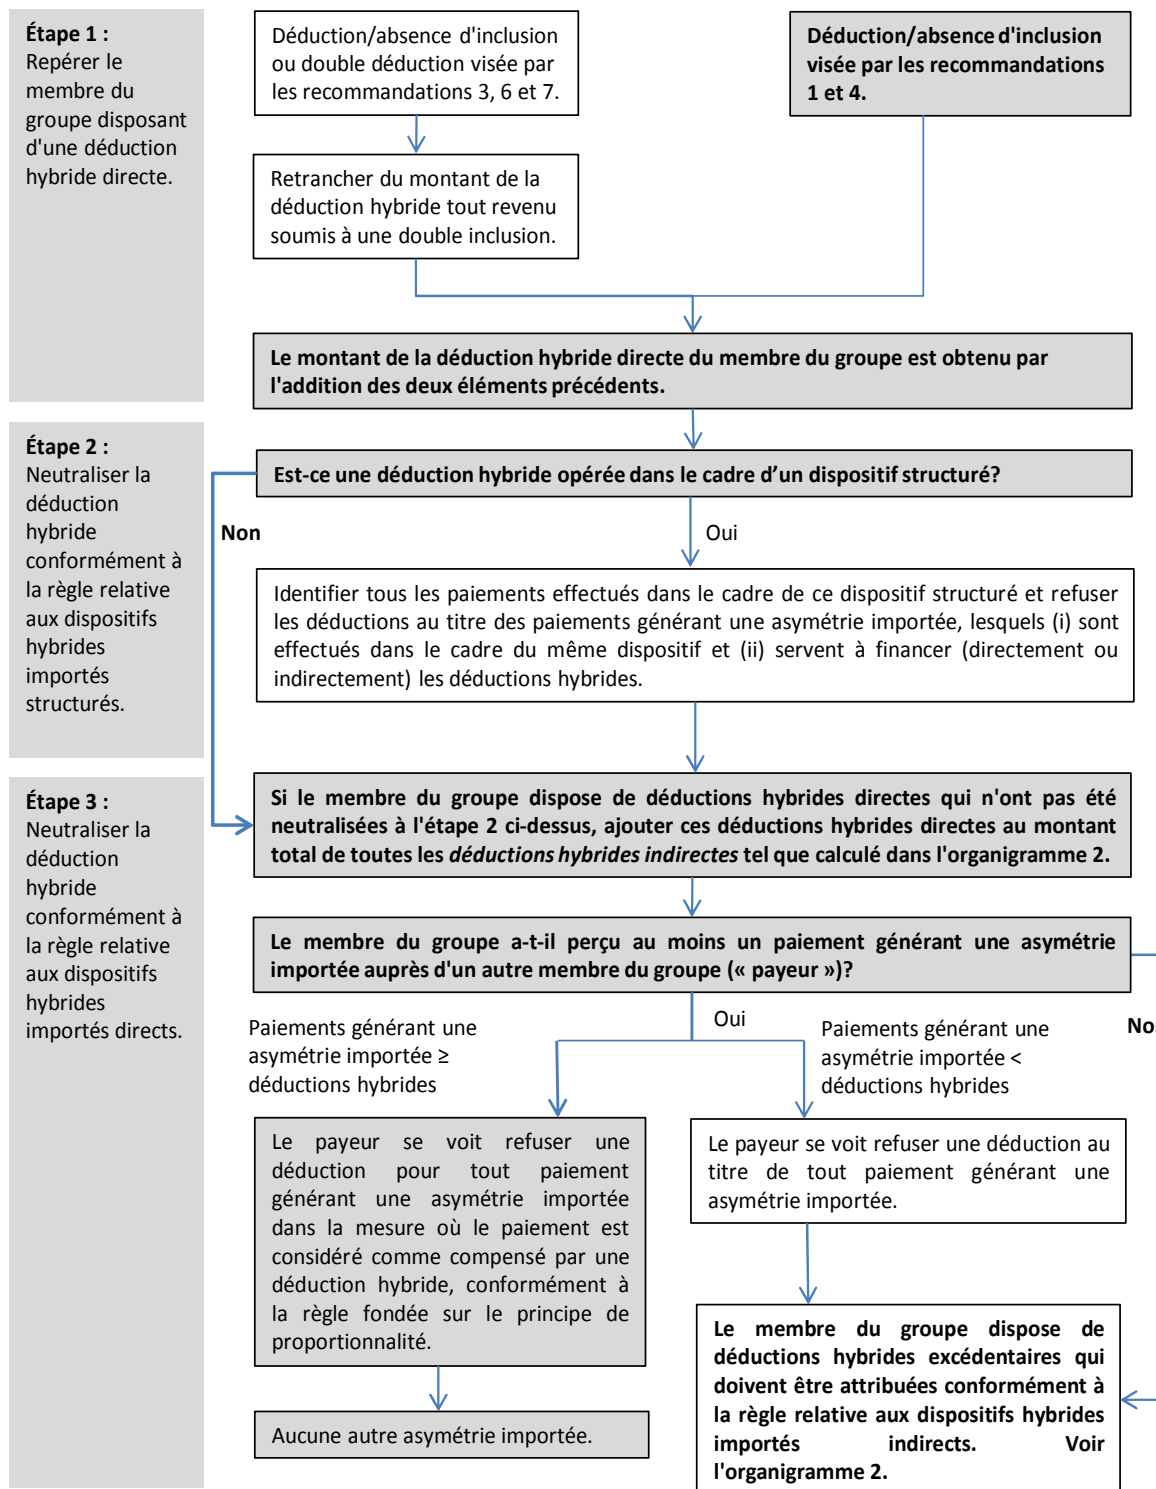 Étape 1 :
Repérer le
membre du
groupe disposant
d'une déduction
hybride directe.
Déduction/absence d'inclusion
ou double déduction visée par
les recommandations 3, 6 et 7.
Déduction/absence d'inclusion
visée par les recommandations
1 et 4.
Retrancher du montant de la
déduction hybride tout revenu
soumis à une double inclusion.
Le montant de la déduction hybride directe du membre du groupe est obtenu par
l'addition des deux éléments précédents.
Étape 2 :
Neutraliser la
déduction
hybride
conformément à
la règle relative
aux dispositifs
hybrides
importés
structurés.
Est-ce une déduction hybride opérée dans le cadre d'un dispositif structuré?
Non
Oui
Identifier tous les paiements effectués dans le cadre de ce dispositif structuré et refuser
les déductions au titre des paiements générant une asymétrie importée, lesquels (i) sont
effectués dans le cadre du même dispositif et (ii) servent à financer (directement ou
indirectement) les déductions hybrides.
Étape 3 :
Neutraliser la
déduction
hybride
conformément à
la règle relative
aux dispositifs
hybrides
importés directs.
Si le membre du groupe dispose de déductions hybrides directes qui n'ont pas été
neutralisées à l'étape 2 ci-dessus, ajouter ces déductions hybrides directes au montant
total de toutes les déductions hybrides indirectes tel que calculé dans l'organigramme 2.
Le membre du groupe a-t-il perçu au moins un paiement générant une asymétrie
importée auprès d'un autre membre du groupe (« payeur »)?
Oui
Paiements générant une
asymétrie importée ≥
déductions hybrides
Paiements générant une
asymétrie importée <
déductions hybrides
Le payeur se voit refuser une
déduction pour tout paiement
générant une asymétrie importée
dans la mesure où le paiement est
considéré comme compensé par une
déduction hybride, conformément à
la règle fondée sur le principe de
proportionnalité.
Le payeur se voit refuser une déduction au
titre de tout paiement générant une
asymétrie importée.
Aucune autre asymétrie importée.
Le membre du groupe dispose de
déductions hybrides excédentaires qui
doivent être attribuées conformément à
la règle relative aux dispositifs hybrides
importés indirects. Voir
l'organigramme 2.